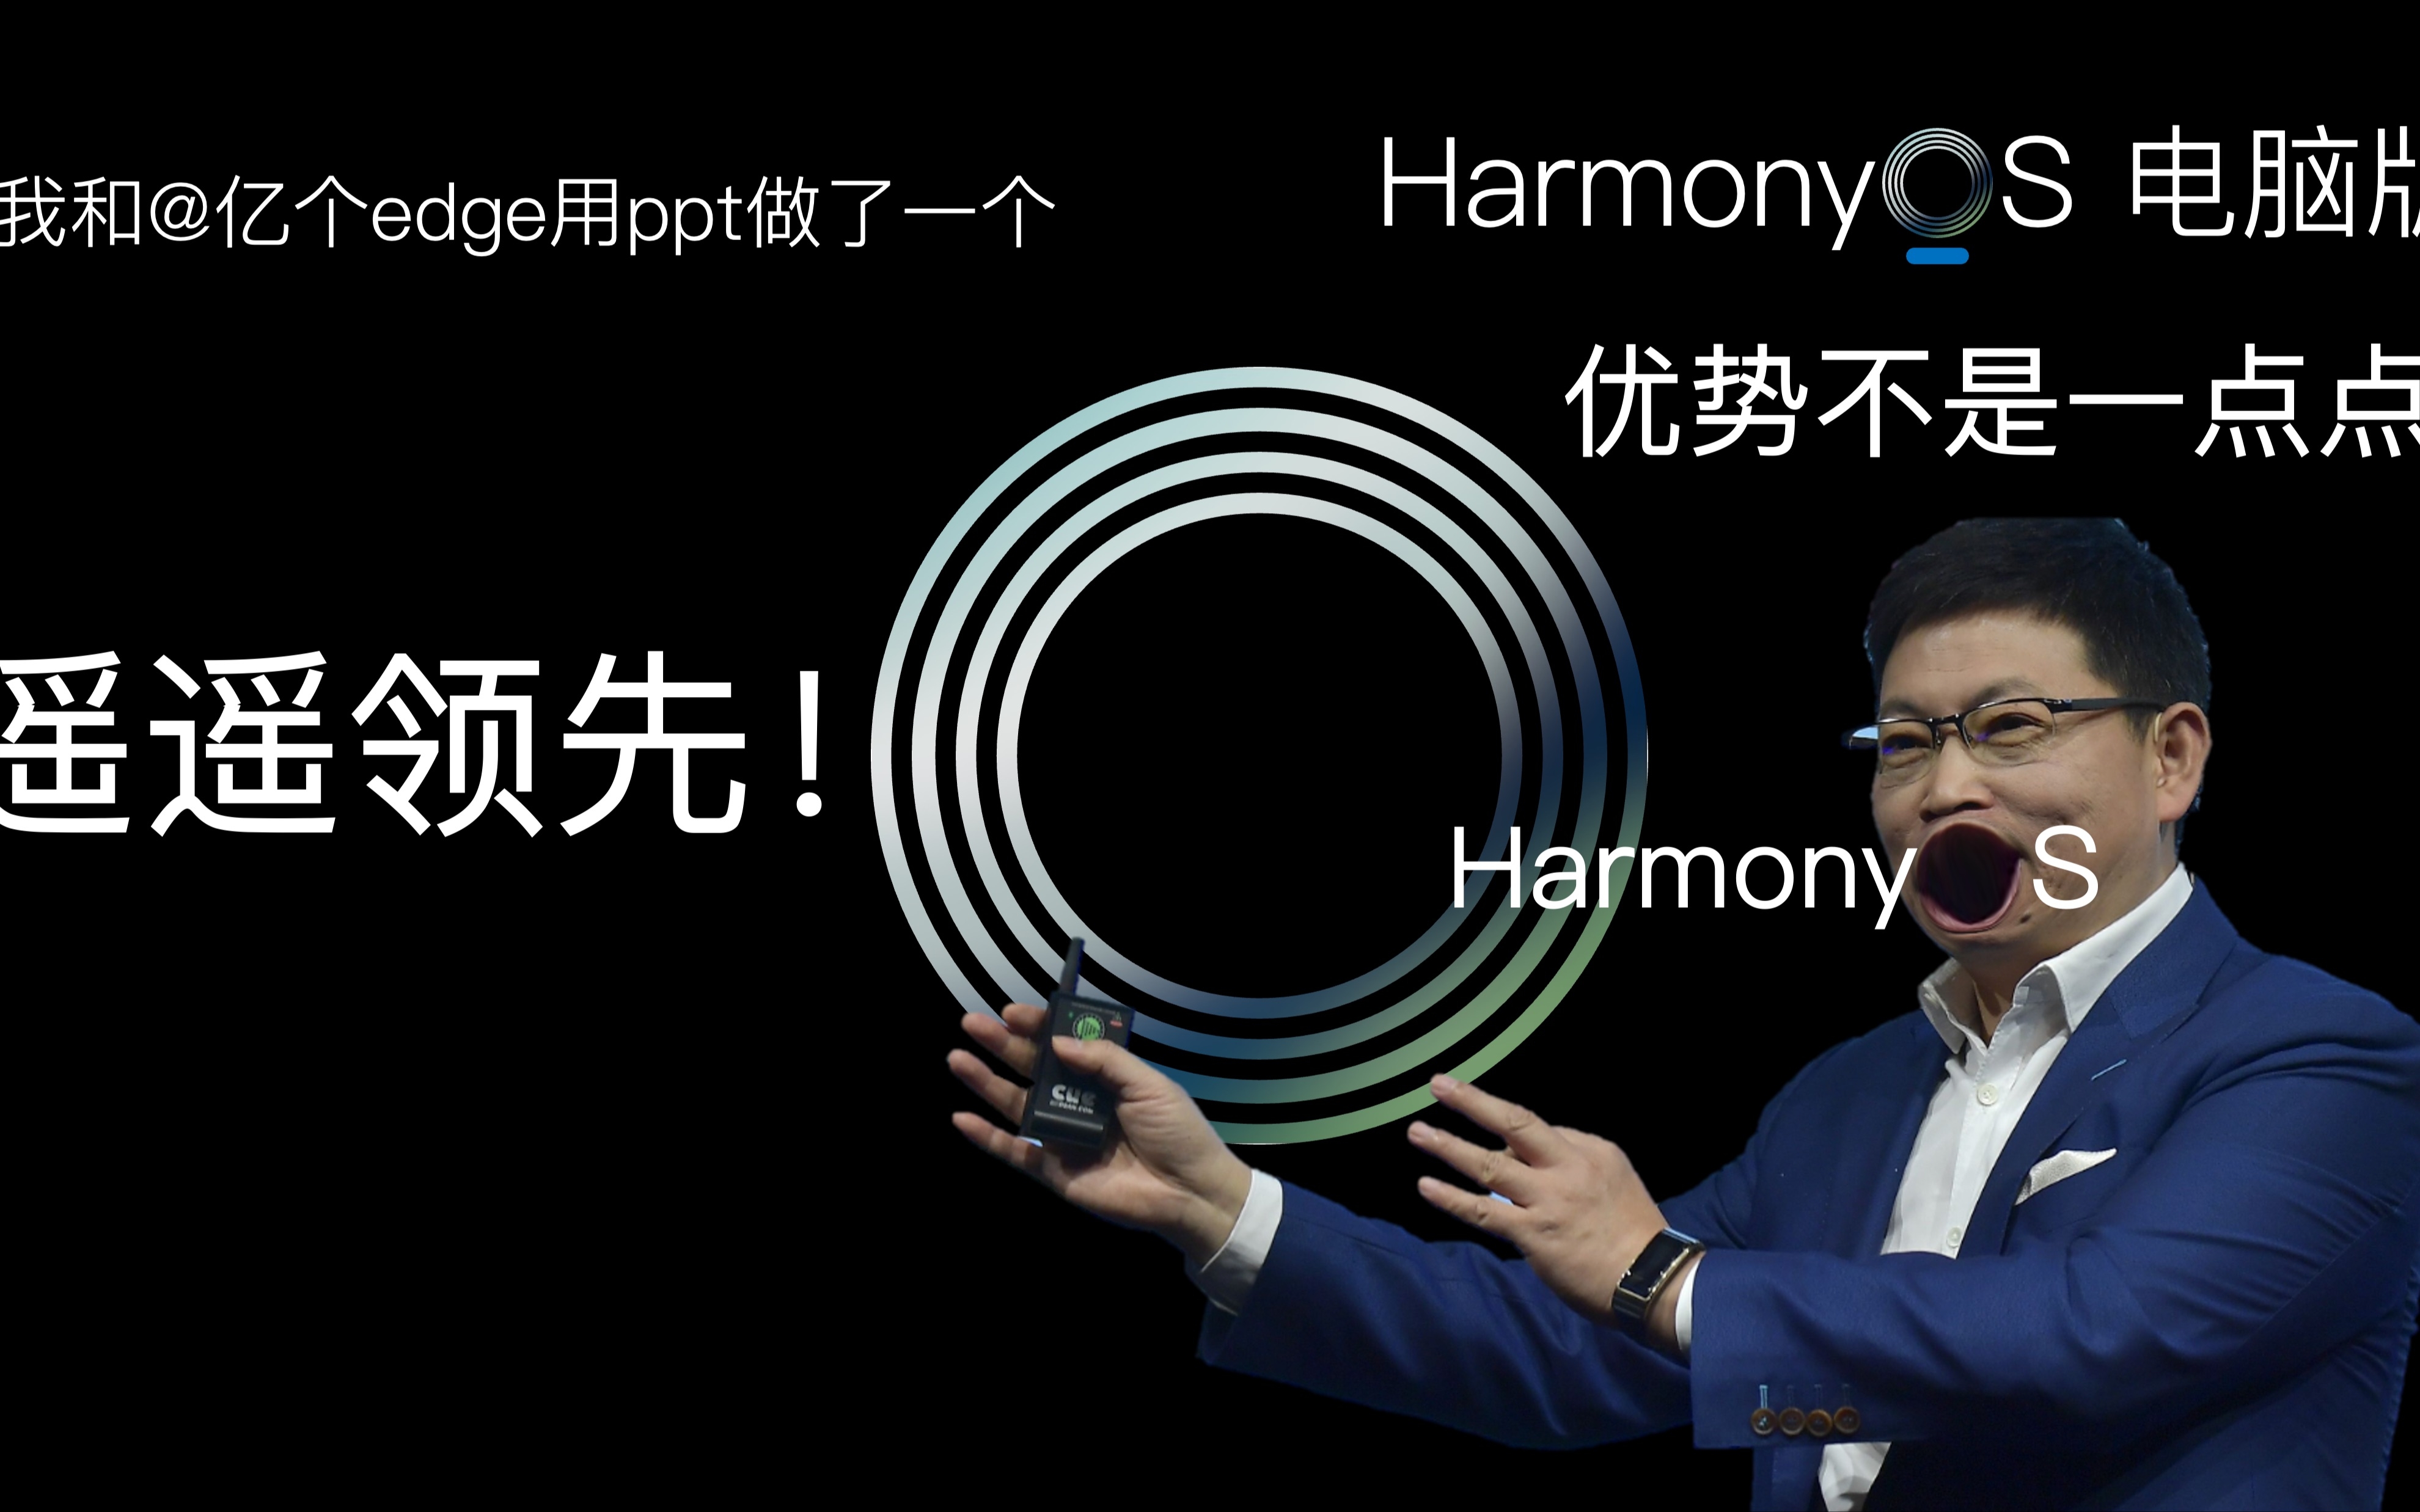 我和@亿个edge用ppt做了一个
HarmonyOS 电脑版
优势不是一点点
遥遥领先！
Harmony S
CUE